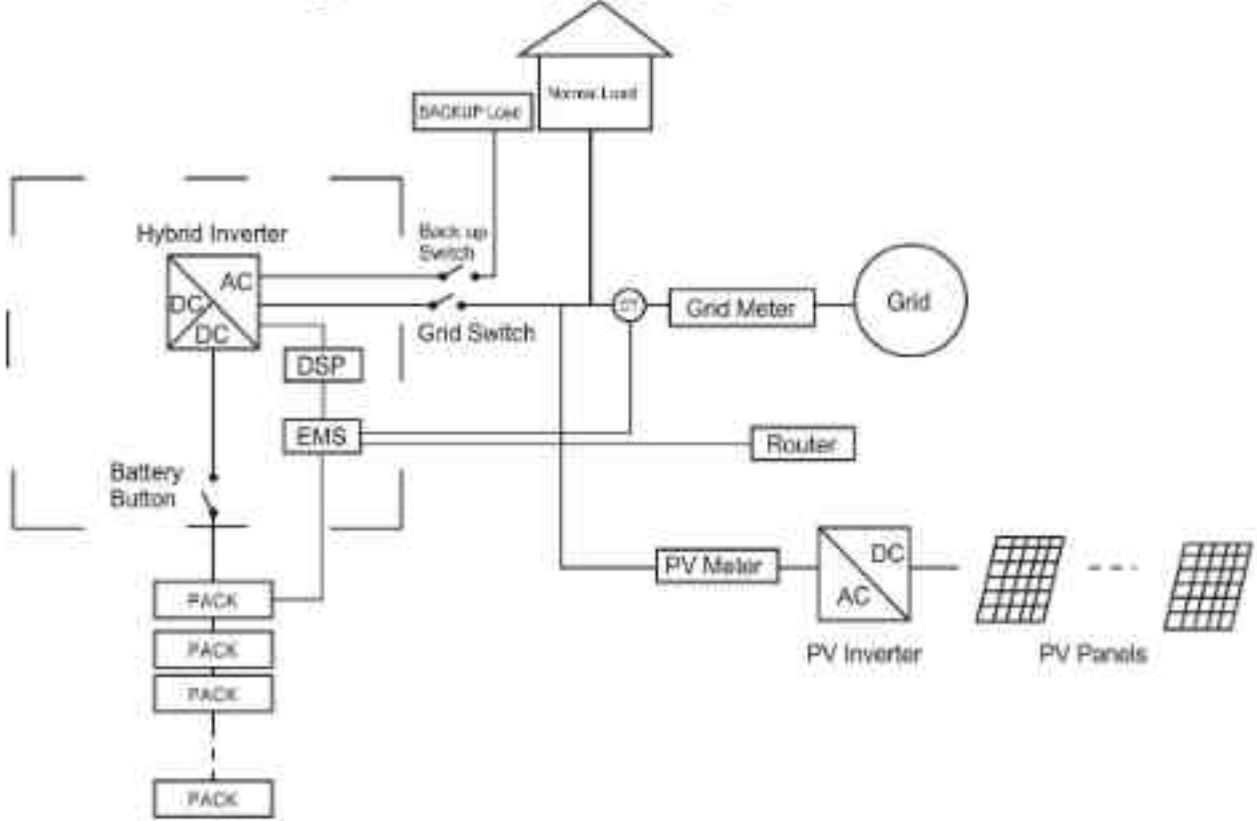 BACKUP Load
Normal Load
Hybrid Inverter
Back up
Switch
AC
DC
DC
Grid Switch
CT
Grid Meter
Grid
DSP
EMS
Router
Battery
Button
PV Meter
DC
AC
PV Inverter
PV Panels
PACK
PACK
PACK
PACK